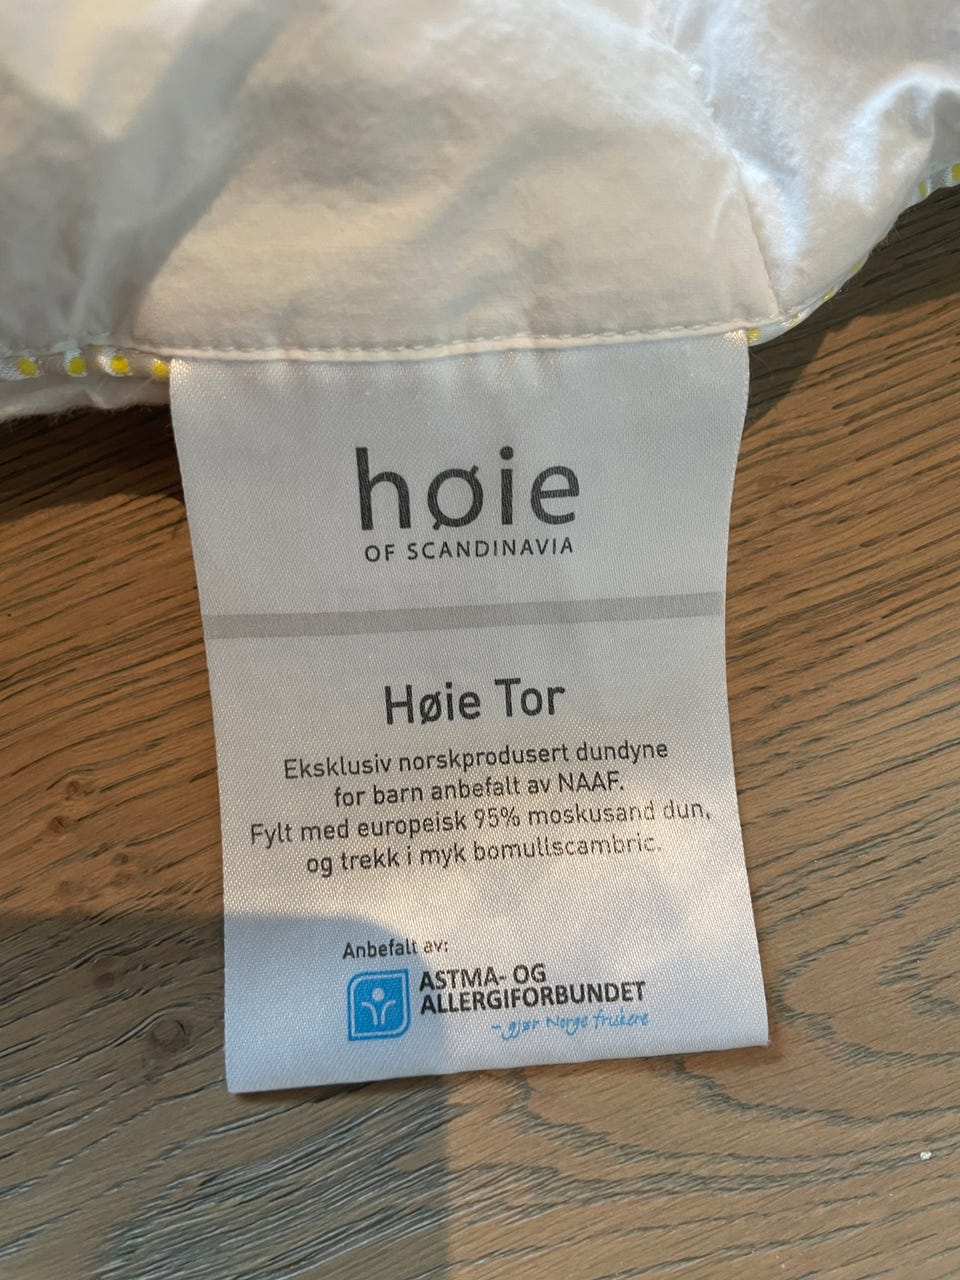 høie
OF SCANDINAVIA
Høie Tor
Eksklusiv norskprodusert dundyne
for barn anbefalt av NAAF.
Fylt med europeisk 95% moskusand dun,
og trekk i myk bomullscambric.
Anbefalt av:
ASTMA- OG
ALLERGIFORBUNDET
- gjør Norge friskere